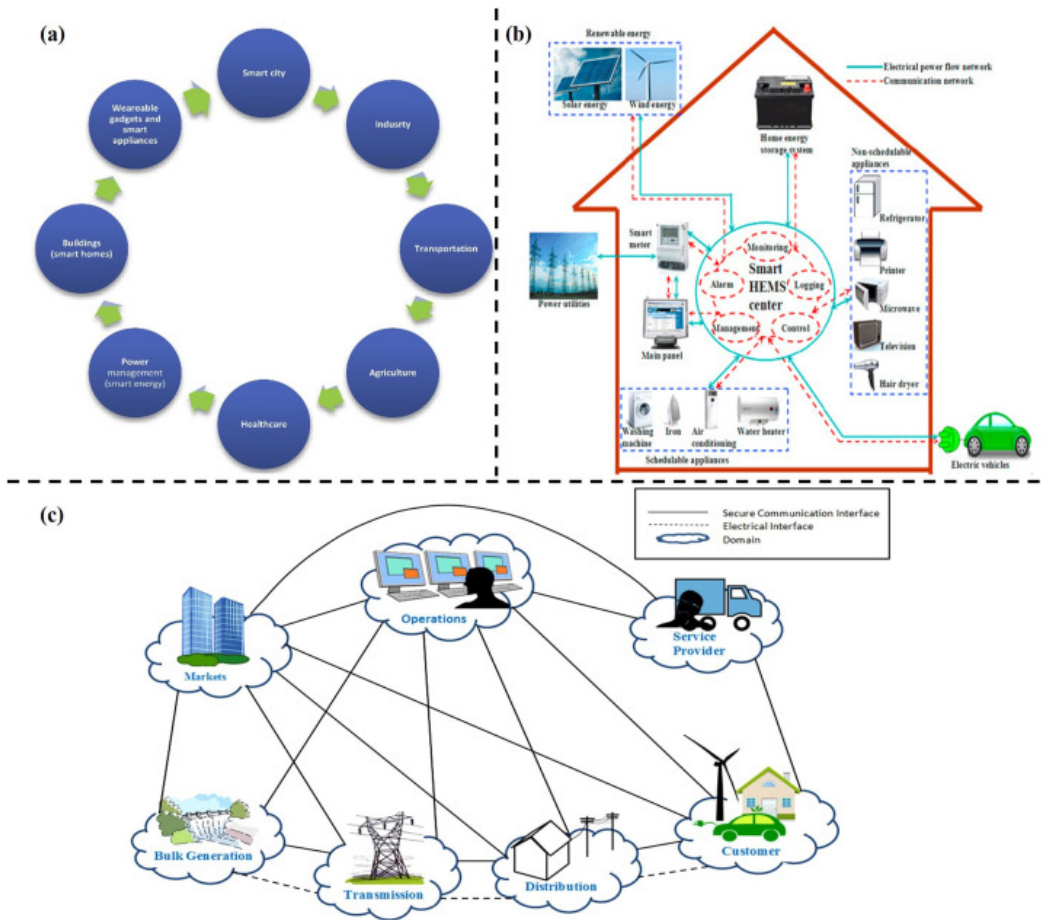 (a)
Smart city
Indusrty
Transportation
Agriculture
Healthcare
Power
management
(smart energy)
Buildings
(smart homes)
Weareable
gadgets and
smart
appliances
(b)
Renewable energy
Solar energy
Wind energy
Electrical power flow network
Communication network
Home energy
storage system
Non-schedulable
appliances
Refrigerator
Printer
Microwave
Television
Hair dryer
Smart
meter
Power utilities
Main panel
Monitoring
Alarm
Smart
HEMS
center
Logging
Management
Control
Washing
machine
Iron
Air
conditioning
Water heater
Schedulable appliances
Electric vehicles
(c)
Secure Communication Interface
Electrical Interface
Domain
Operations
Service
Provider
Markets
Bulk Generation
Transmission
Distribution
Customer